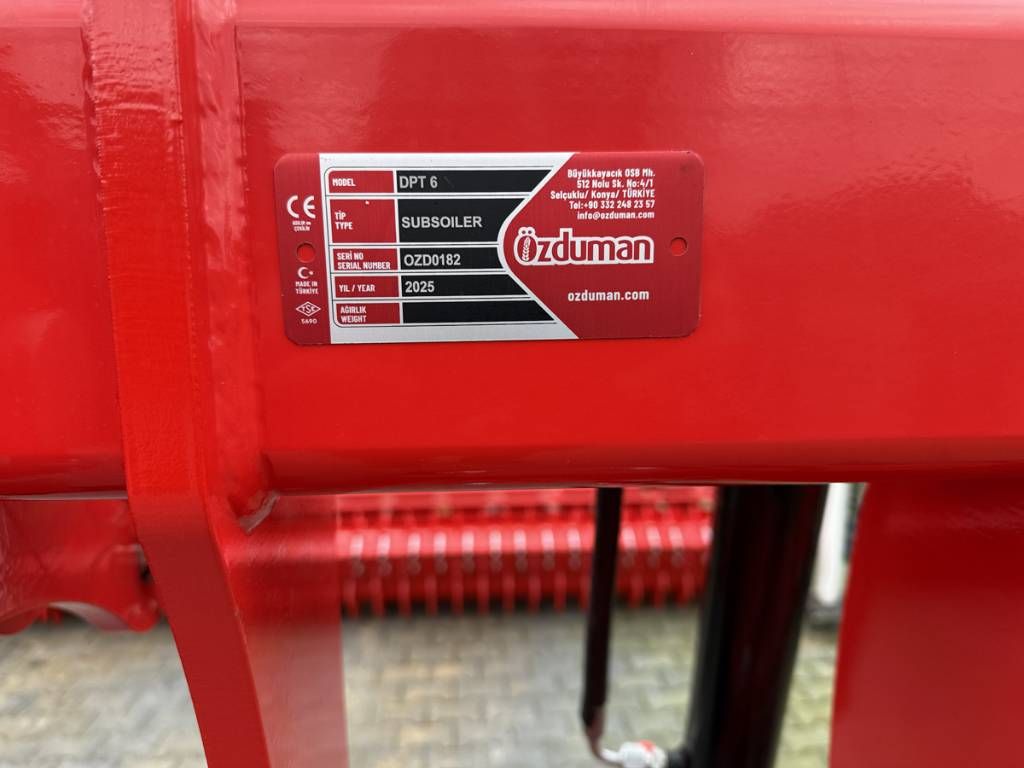 CE
MADE IN
TÜRKİYE
TSE
5690
MODEL DPT 6
TİP
TYPE SUBSOILER
SERİ NO
SERIAL NUMBER OZD0182
YIL / YEAR 2025
AĞIRLIK
WEIGHT
Büyükkayacık OSB Mh.
512 Nolu Sk. No:4/1
Selçuklu/ Konya/ TÜRKİYE
Tel:+90 332 248 23 57
info@ozduman.com
Özduman
ozduman.com